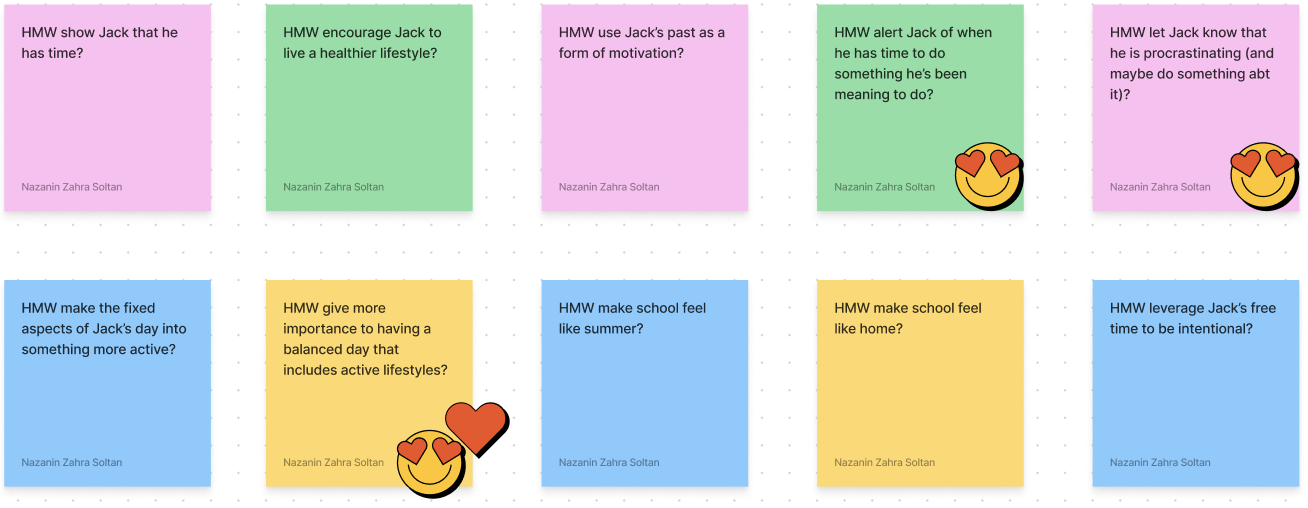 HMW show Jack that he
has time?
Nazanin Zahra Soltan
HMW encourage Jack to
live a healthier lifestyle?
Nazanin Zahra Soltan
HMW use Jack’s past as a
form of motivation?
Nazanin Zahra Soltan
HMW alert Jack of when
he has time to do
something he’s been
meaning to do?
Nazanin Zahra Soltan
HMW let Jack know that
he is procrastinating (and
maybe do something abt
it)?
Nazanin Zahra Soltan
HMW make the fixed
aspects of Jack’s day into
something more active?
Nazanin Zahra Soltan
HMW give more
importance to having a
balanced day that
includes active lifestyles?
Nazanin Zahra Soltan
HMW make school feel
like summer?
Nazanin Zahra Soltan
HMW make school feel
like home?
Nazanin Zahra Soltan
HMW leverage Jack’s free
time to be intentional?
Nazanin Zahra Soltan